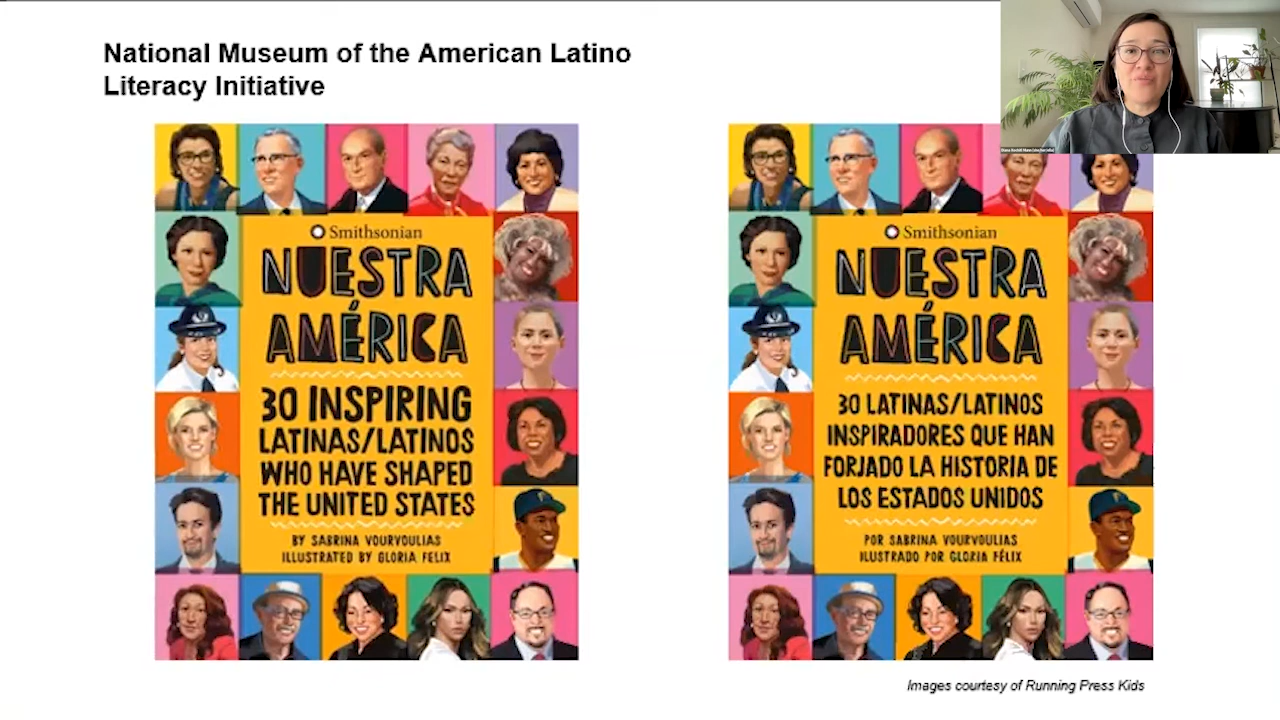 National Museum of the American Latino
Literacy Initiative
Smithsonian
NUESTRA
AMÉRICA
30 INSPIRING
LATINAS/LATINOS
WHO HAVE SHAPED
THE UNITED STATES
BY SABRINA VOURVOULIAS
ILLUSTRATED BY GLORIA FELIX
Smithsonian
NUESTRA
AMÉRICA
30 LATINAS/LATINOS
INSPIRADORES QUE HAN
FORJADO LA HISTORIA DE
LOS ESTADOS UNIDOS
POR SABRINA VOURVOULIAS
ILUSTRADO POR GLORIA FÉLIX
Images courtesy of Running Press Kids